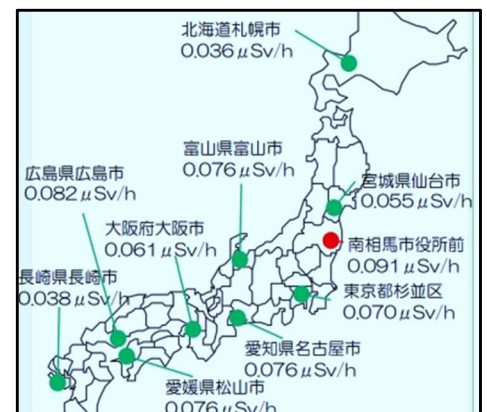 北海道札幌市
0.036μSv/h
富山県富山市
0.076μSv/h
広島県広島市
0.082μSv/h
宮城県仙台市
0.055μSv/h
大阪府大阪市
0.061μSv/h
南相馬市役所前
0.091μSv/h
長崎県長崎市
0.038μSv/h
東京都杉並区
0.070μSv/h
愛知県名古屋市
0.076μSv/h
愛媛県松山市
0.076μSv/h